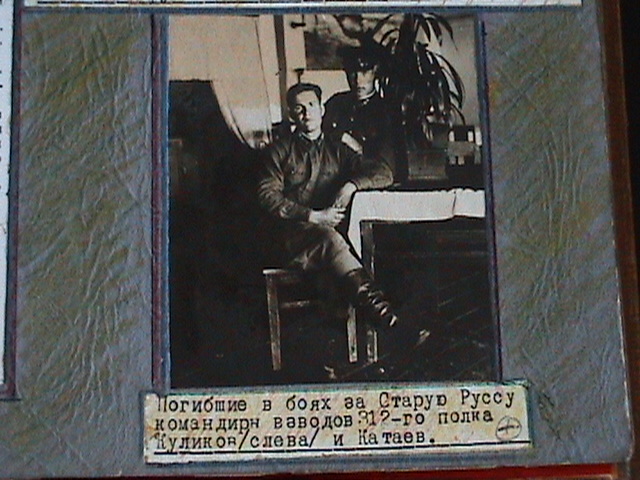 Погибшие в боях за Старую Руссу
командиры взводов 312-го полка
Куликов/слева/ и Катаев.